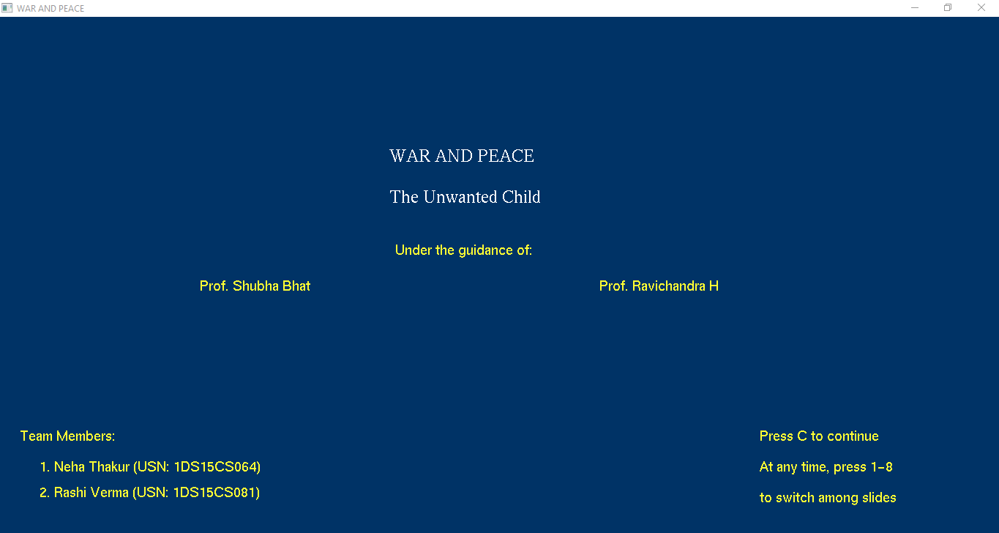 WAR AND PEACE
WAR AND PEACE
The Unwanted Child
Under the guidance of:
Prof. Shubha Bhat
Prof. Ravichandra H
Team Members:
1. Neha Thakur (USN: 1DS15CS064)
2. Rashi Verma (USN: 1DS15CS081)
Press C to continue
At any time, press 1-8
to switch among slides